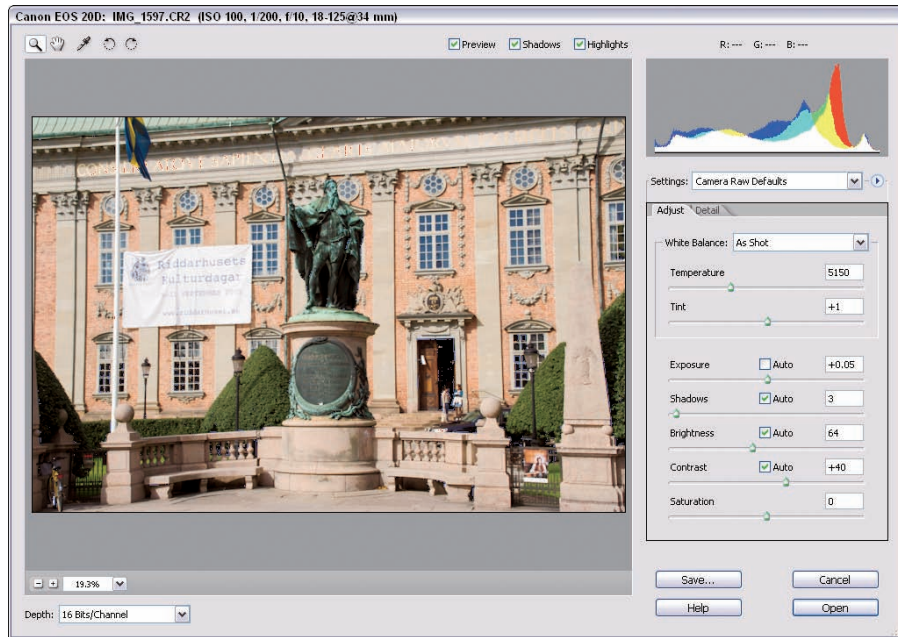 Canon EOS 20D: IMG_1597.CR2 (ISO 100, 1/200, f/10, 18-125@34 mm)
Preview Shadows Highlights R: --- G: --- B: ---
Settings: Camera Raw Defaults
Adjust Detail
White Balance: As Shot
Temperature 5150
Tint +1
Exposure Auto +0.05
Shadows Auto 3
Brightness Auto 64
Contrast Auto +40
Saturation 0
Riddarhusets
Kulturdagar
www.riddarhuset.se
19.3%
Depth: 16 Bits/Channel
Save... Cancel
Help Open